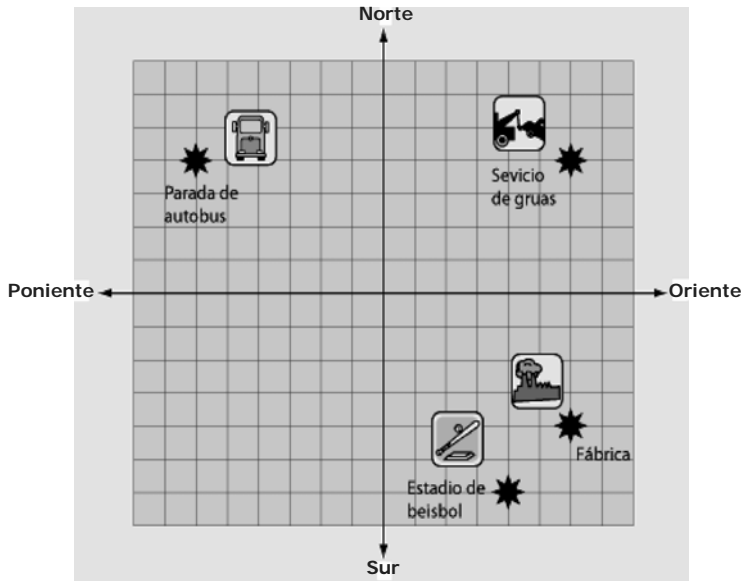 Norte
Sevicio
de gruas
Parada de
autobus
Poniente
Oriente
Fábrica
Estadio de
beisbol
Sur